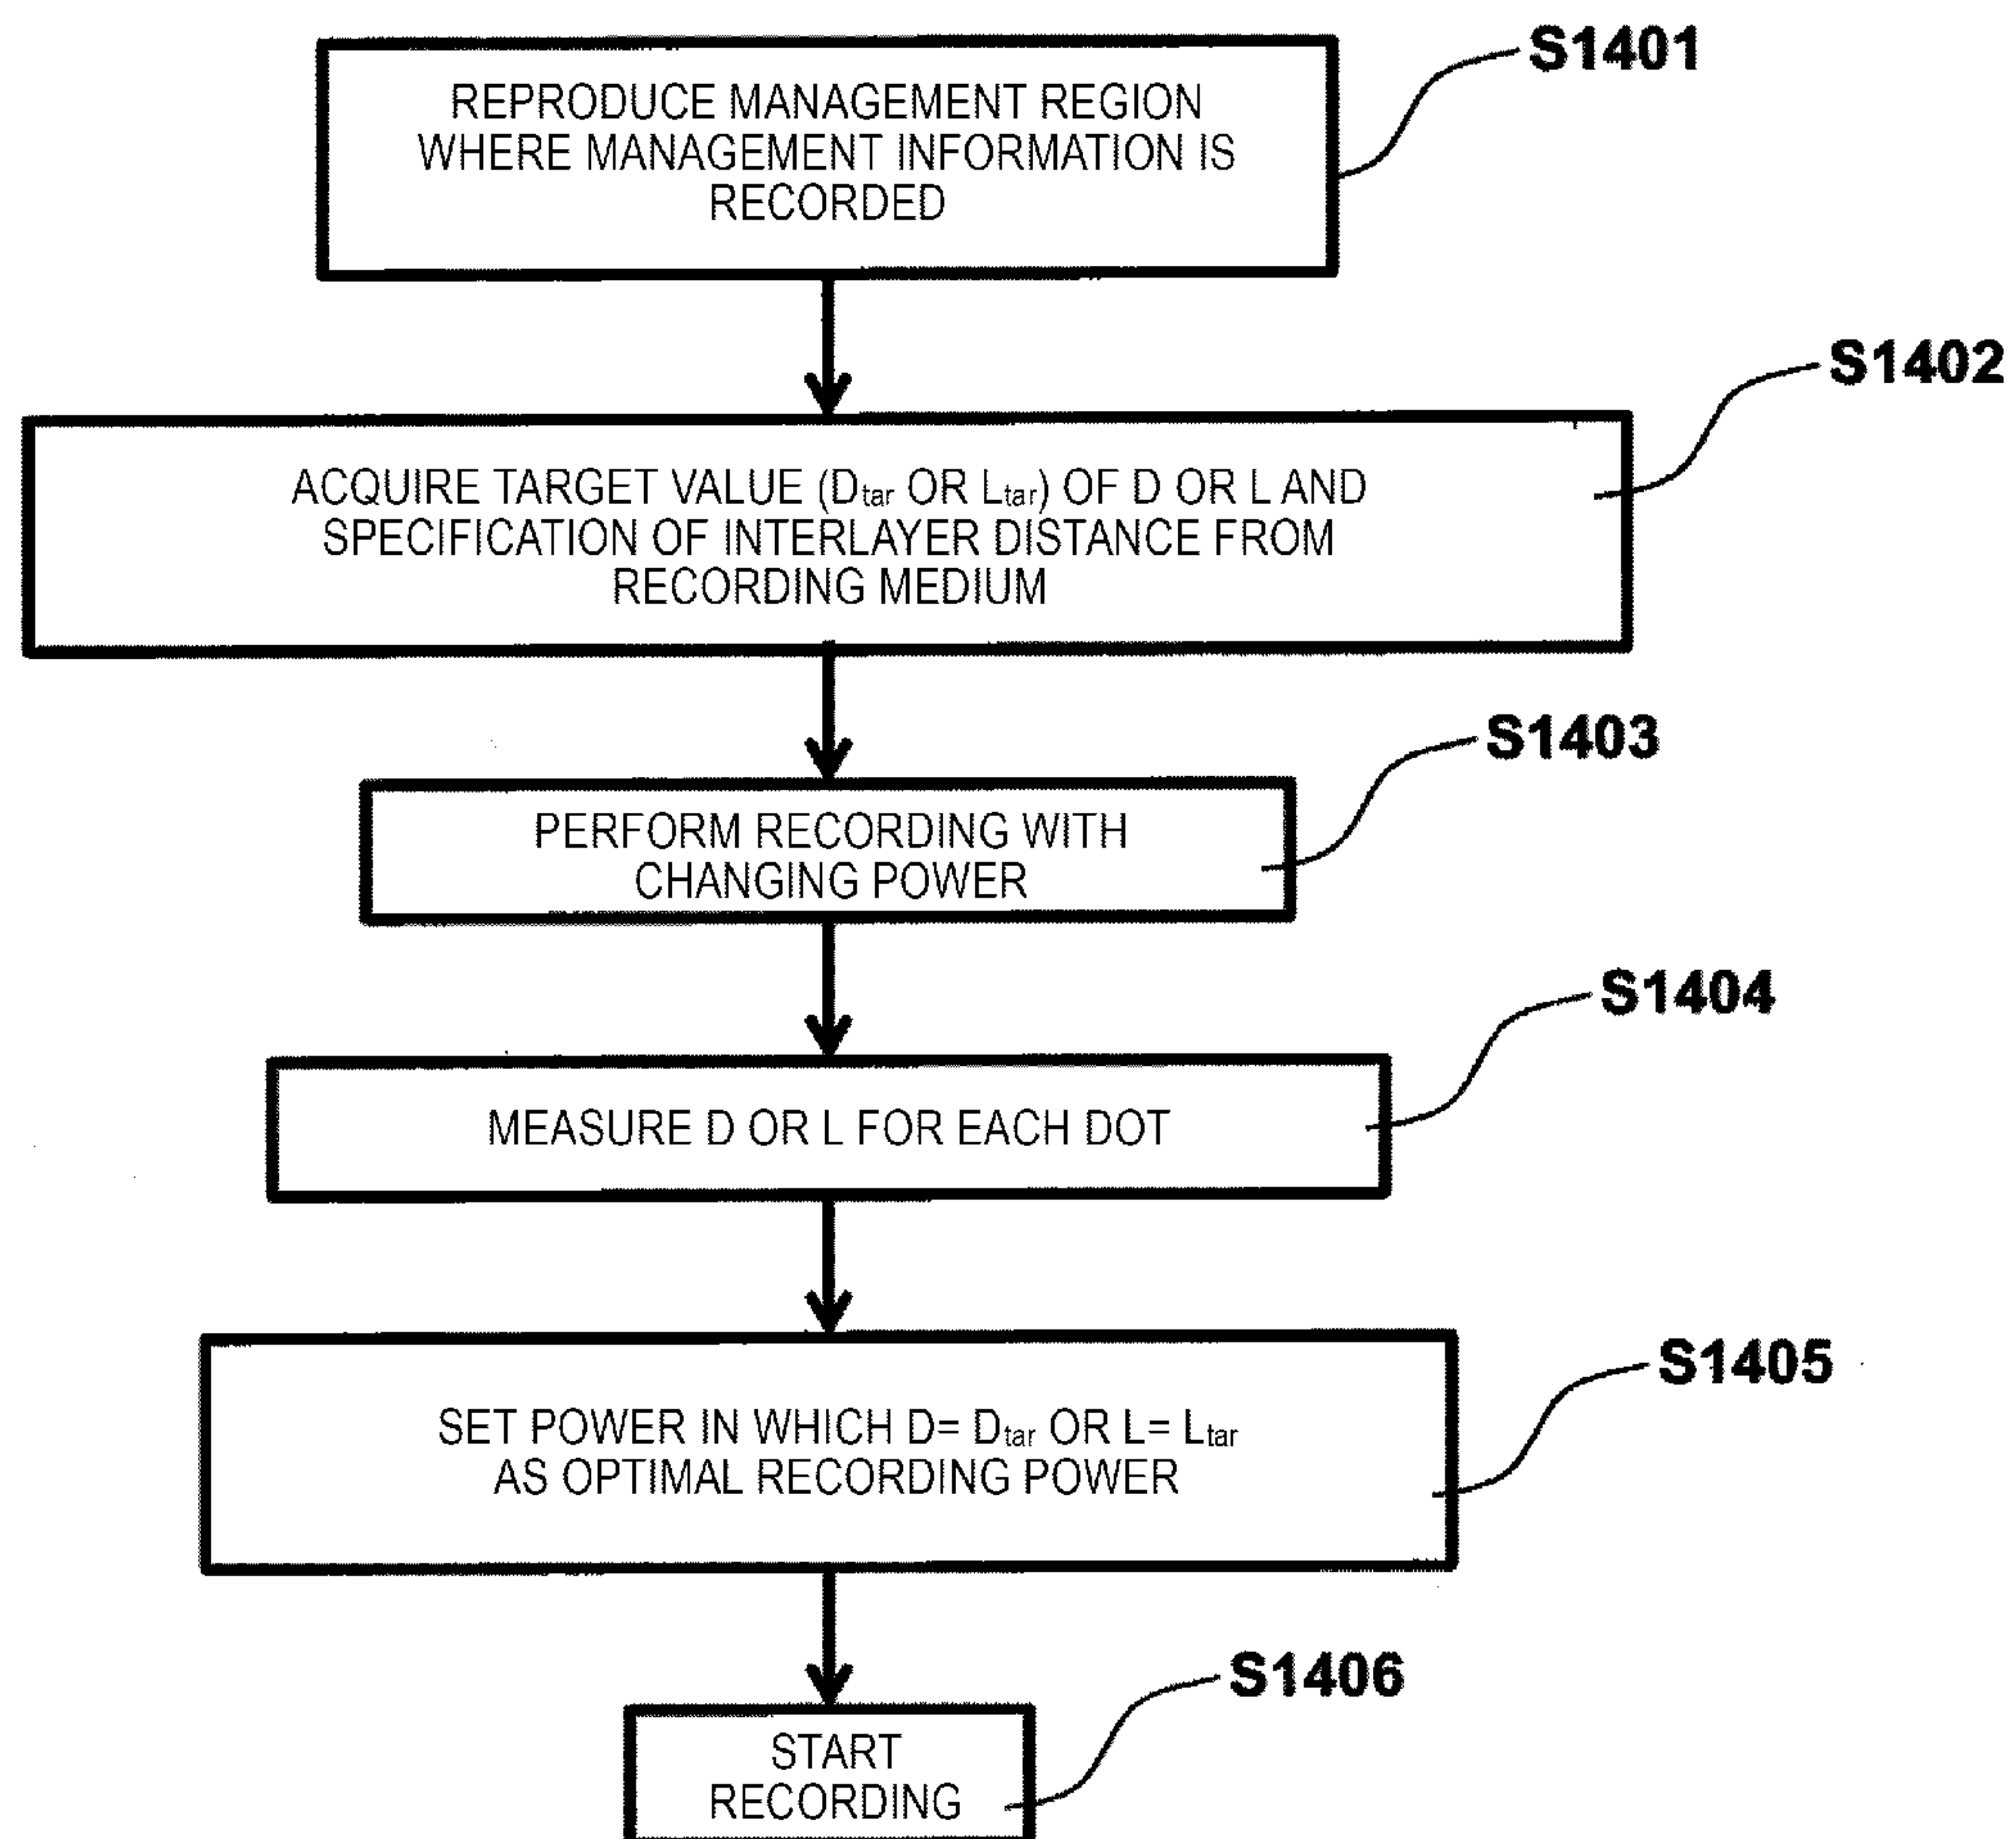 S1401
REPRODUCE MANAGEMENT REGION
WHERE MANAGEMENT INFORMATION IS
RECORDED
S1402
ACQUIRE TARGET VALUE (Dtar OR Ltar) OF D OR L AND
SPECIFICATION OF INTERLAYER DISTANCE FROM
RECORDING MEDIUM
S1403
PERFORM RECORDING WITH
CHANGING POWER
S1404
MEASURE D OR L FOR EACH DOT
S1405
SET POWER IN WHICH D= Dtar OR L= Ltar
AS OPTIMAL RECORDING POWER
S1406
START
RECORDING